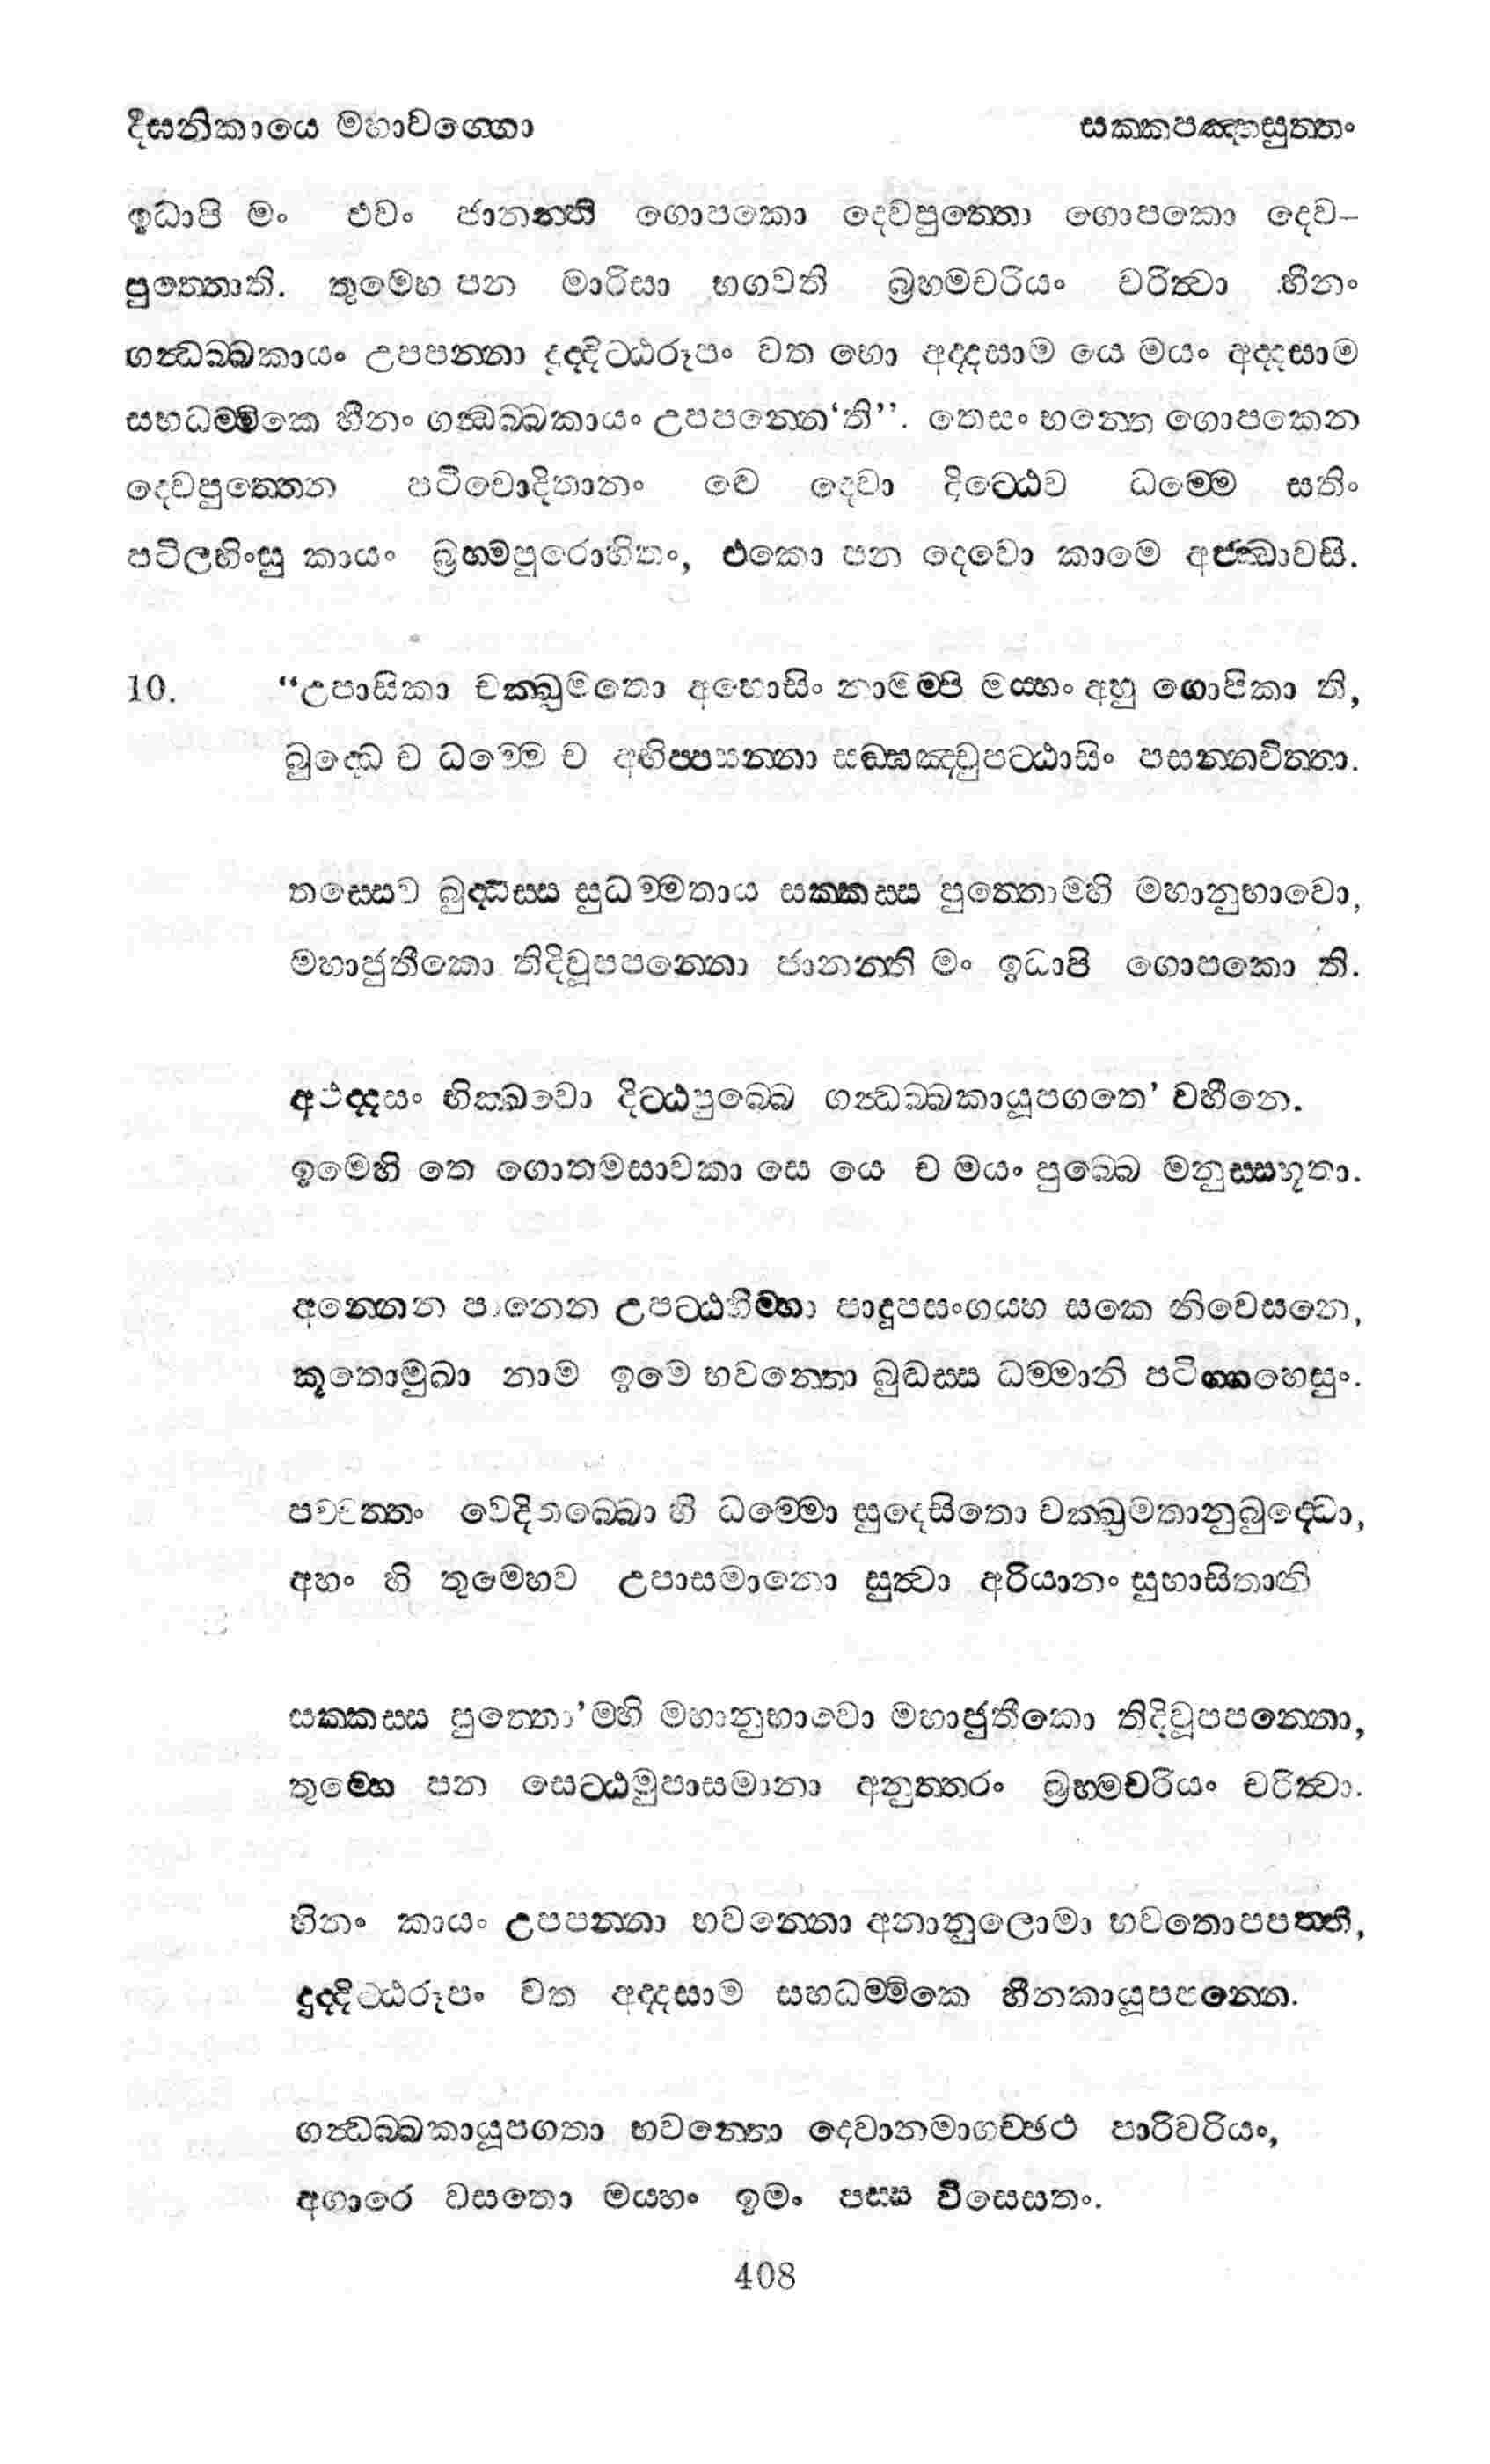 දීඝනිකායෙ මහාවග්ගො සක්කපඤ්හසුත්තං
ඉධාපි මං එවං ජානන්ති ගොපකො දෙවපුත්තො ගොපකො දෙව–
පුත්තොති. තුම්හෙ පන මාරිසා භගවති බ්‍රහ්මචරියං චරිත්වා හීනං
ගන්ධබ්බකායං උපපන්නා දුද්දිට්ඨරූපං වත භො අද්දසාම යෙ මයං අද්දසාම
සහධම්මිකෙ හීනං ගන්ධබ්බකායං උපපන්නෙ‘ති’’. තෙසං භන්තෙ ගොපකෙන
දෙවපුත්තෙන පටිචොදිතානං ද්වෙ දෙවා දිට්ඨෙව ධම්මෙ සතිං
පටිලභිංසු කායං බ්‍රහ්මපුරොහිතං, එකො පන දෙවො කාමෙ අජ්ඣාවසි.
10. “උපාසිකා චක්ඛුමතො අහොසිං නාමම්පි මය්හං අහු ගොපිකා ති,
බුද්ධෙ ච ධම්මෙ ච අභිප්පසන්නා සඞ්ඝඤ්චුපට්ඨාසිං පසන්නචිත්තා.
තස්සෙව බුද්ධස්ස සුධම්මතාය සක්කස්ස පුත්තොම්හි මහානුභාවො,
මහාජුතීකො තිදිවූපපන්නො ජානන්ති මං ඉධාපි ගොපකො ති.
අථද්දසං භික්ඛවො දිට්ඨපුබ්බෙ ගන්ධබ්බකායූපගතෙ’ වහීනෙ.
ඉමෙහි තෙ ගොතමසාවකා සෙ යෙ ච මයං පුබ්බෙ මනුස්සභූතා.
අන්නෙන පානෙන උපට්ඨහිම්හා පාදූපසංගය්හ සකෙ නිවෙසනෙ,
කූතොමුඛා නාම ඉමෙ භවන්තො බුද්ධස්ස ධම්මානි පටිග්ගහෙසුං.
පච්චත්තං වෙදිතබ්බො හි ධම්මො සුදෙසිතො චක්ඛුමතානුබුද්ධො,
අහං හි තුම්හෙව උපාසමානො සුත්වා අරියානං සුභාසිතානි
සක්කස්ස පුත්තො’ම්හි මහානුභාවො මහාජුතීකො තිදිවූපපන්නො,
තුම්හෙ පන සෙට්ඨමුපාසමානා අනුත්තරං බ්‍රහ්මචරියං චරිත්වා.
හිනං කායං උපපන්නා භවන්තො අනානුලොමා භවතොපපත්ති,
දුද්දිට්ඨරූපං වත අද්දසාම සහධම්මිකෙ හීනකායූපපන්නෙ.
ගන්ධබ්බකායූපගතා භවන්තො දෙවානමාගච්ඡථ පාරිචරියං,
අගාරෙ වසතො මය්හං ඉමං පස්ස විසෙසතං.
408